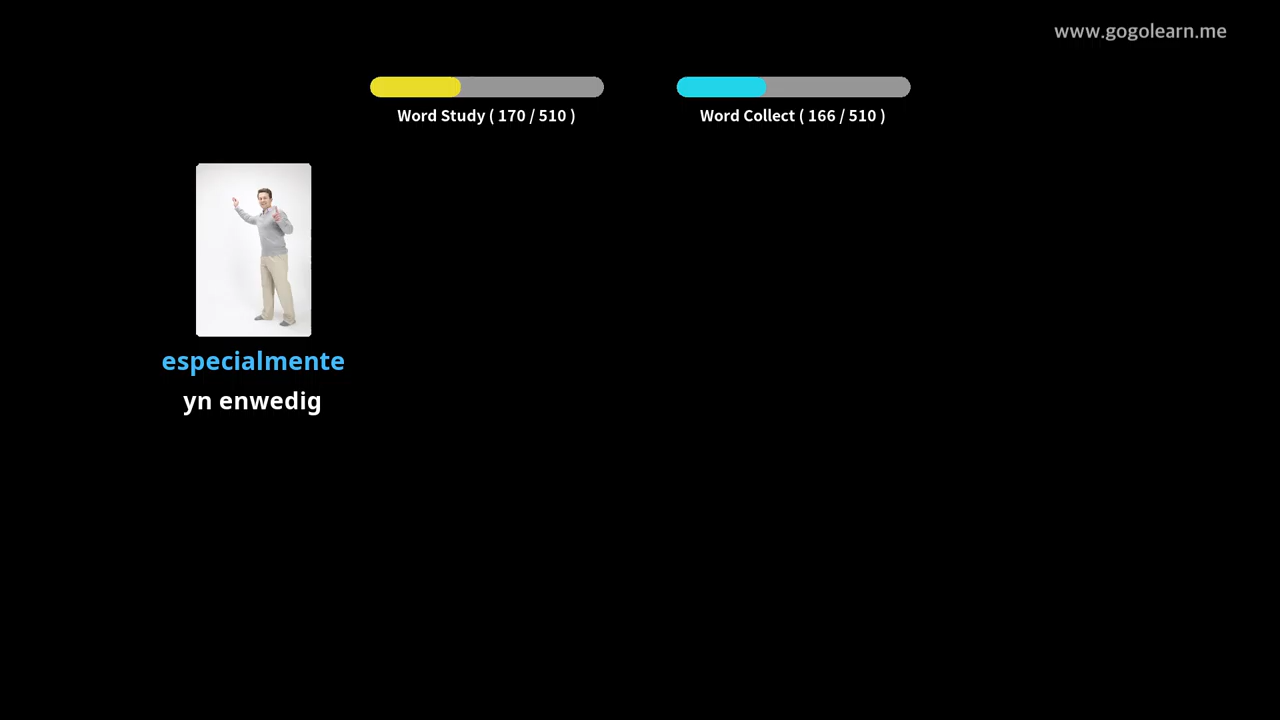 www.gogolearn.me
Word Study ( 170 / 510 )
Word Collect ( 166 / 510 )
especialmente
yn enwedig